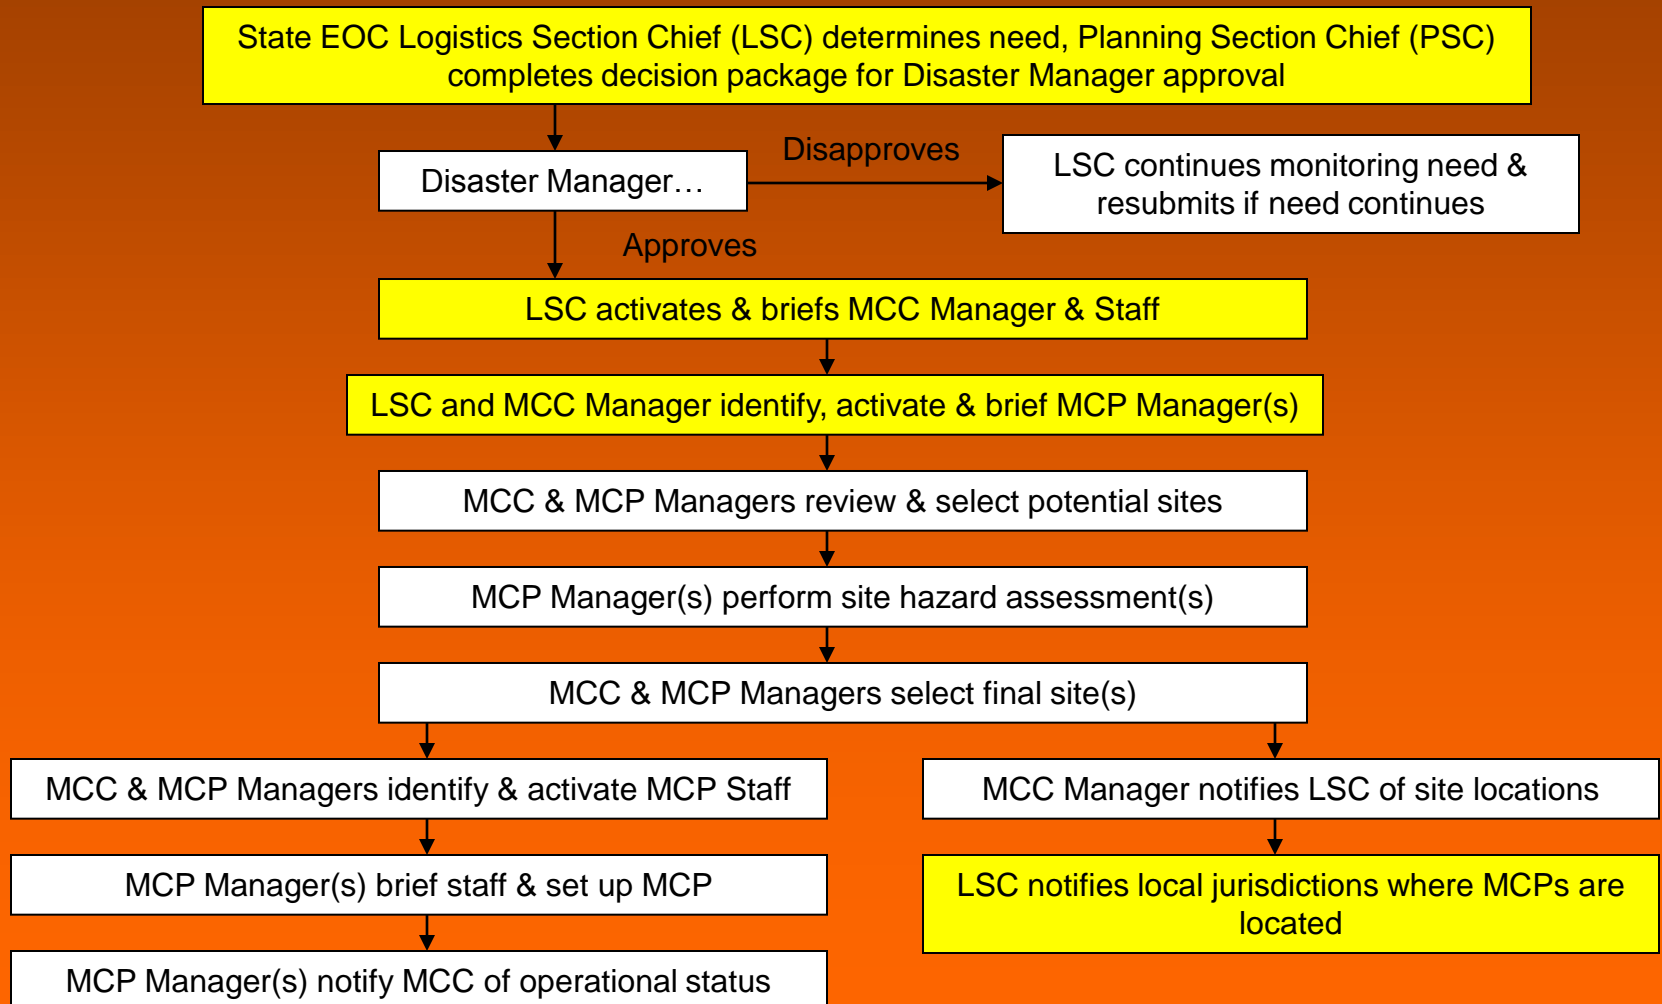 State EOC Logistics Section Chief (LSC) determines need, Planning Section Chief (PSC)
completes decision package for Disaster Manager approval
Disaster Manager…
Disapproves
LSC continues monitoring need &
resubmits if need continues
Approves
LSC activates & briefs MCC Manager & Staff
LSC and MCC Manager identify, activate & brief MCP Manager(s)
MCC & MCP Managers review & select potential sites
MCP Manager(s) perform site hazard assessment(s)
MCC & MCP Managers select final site(s)
MCC & MCP Managers identify & activate MCP Staff
MCP Manager(s) brief staff & set up MCP
MCP Manager(s) notify MCC of operational status
MCC Manager notifies LSC of site locations
LSC notifies local jurisdictions where MCPs are
located